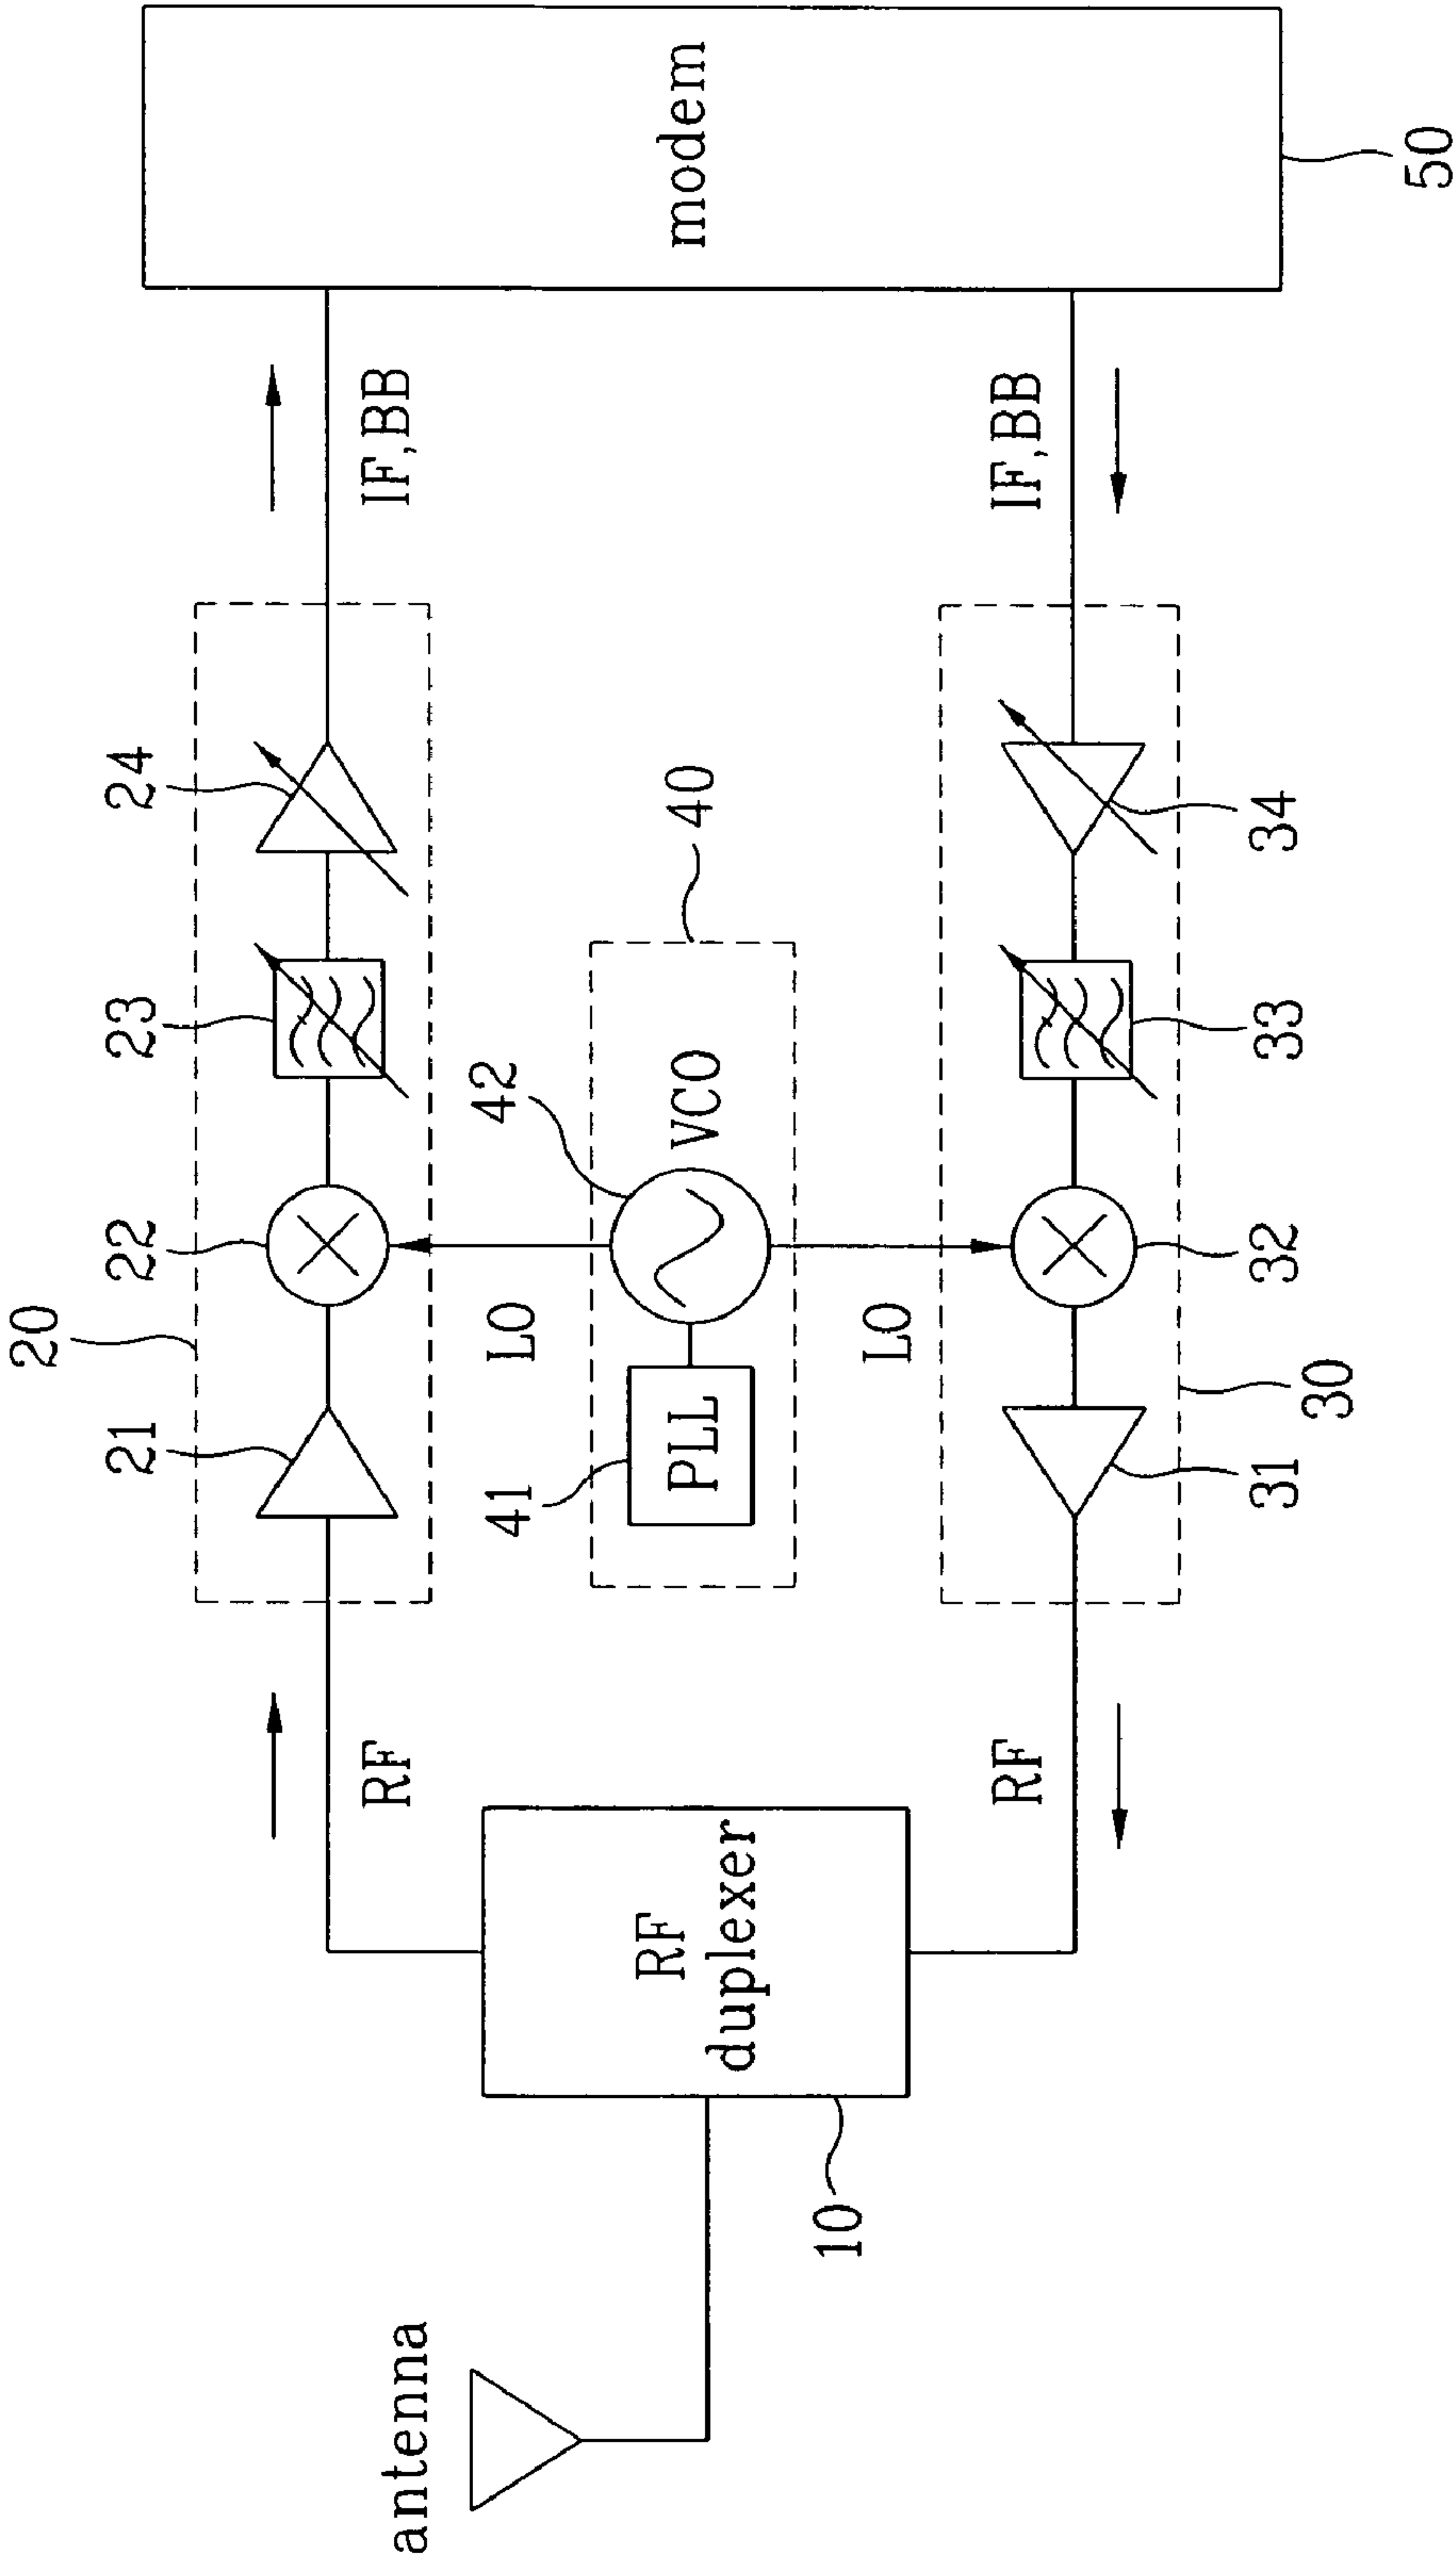 20
21
22
23
24
RF
IF,BB
antenna
LO
41
42
40
RF
duplexer
10
PLL
VCO
modem
LO
RF
IF,BB
31
32
33
34
30
50